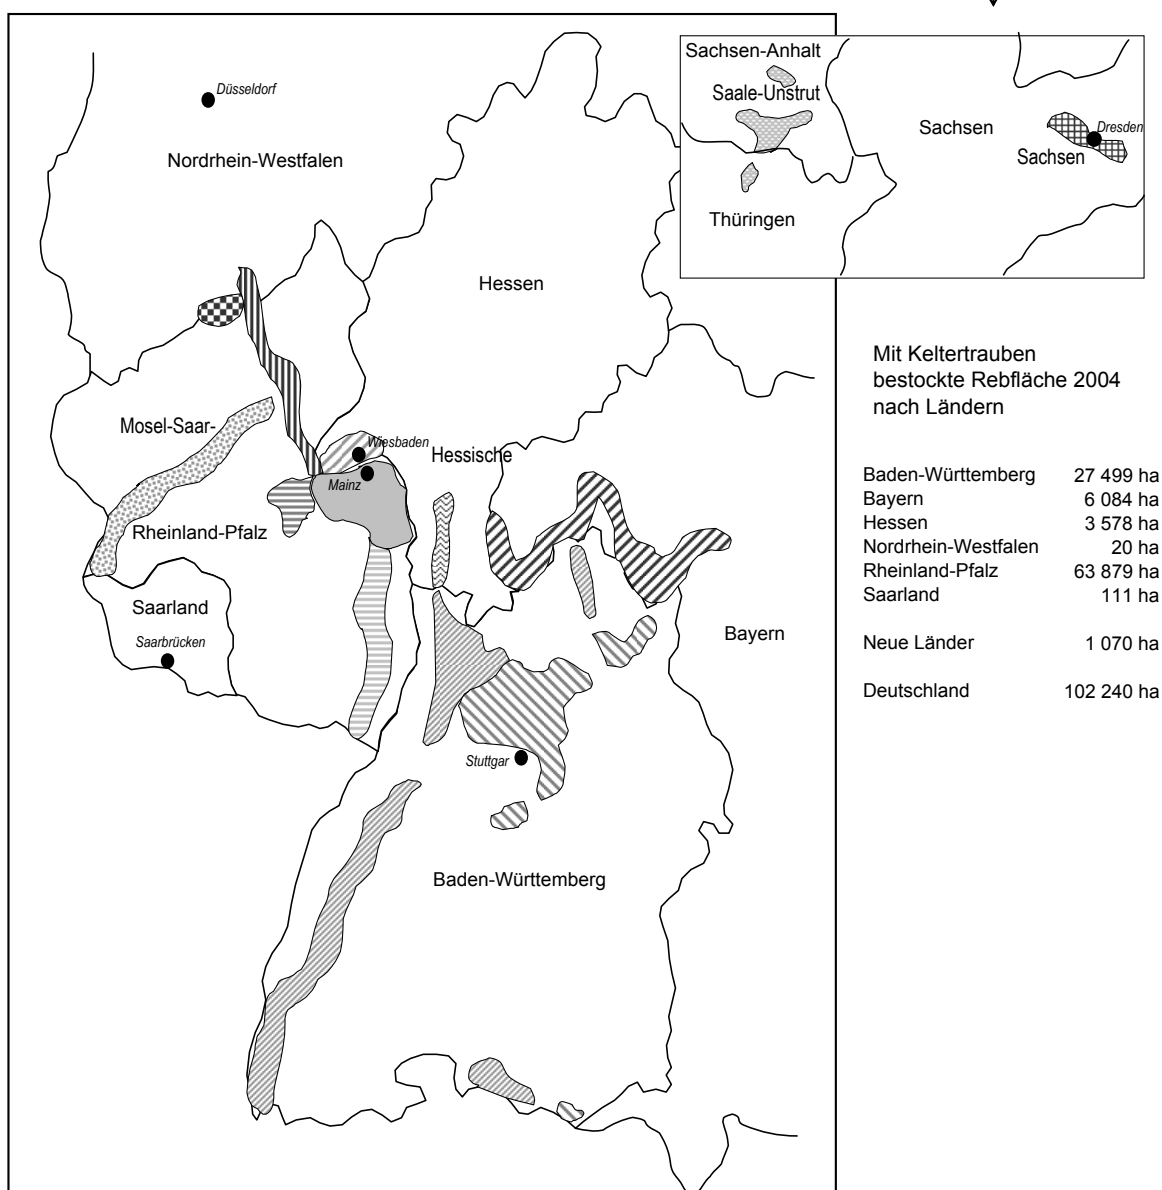 Sachsen-Anhalt
Saale-Unstrut
Sachsen
Dresden
Sachsen
Thüringen
Düsseldorf
Nordrhein-Westfalen
Hessen
Mosel-Saar-
Wiesbaden
Hessische
Mainz
Rheinland-Pfalz
Saarland
Saarbrücken
Bayern
Stuttgar
Baden-Württemberg
Mit Keltertrauben
bestockte Rebfläche 2004
nach Ländern
Baden-Württemberg 27 499 ha
Bayern 6 084 ha
Hessen 3 578 ha
Nordrhein-Westfalen 20 ha
Rheinland-Pfalz 63 879 ha
Saarland 111 ha
Neue Länder 1 070 ha
Deutschland 102 240 ha